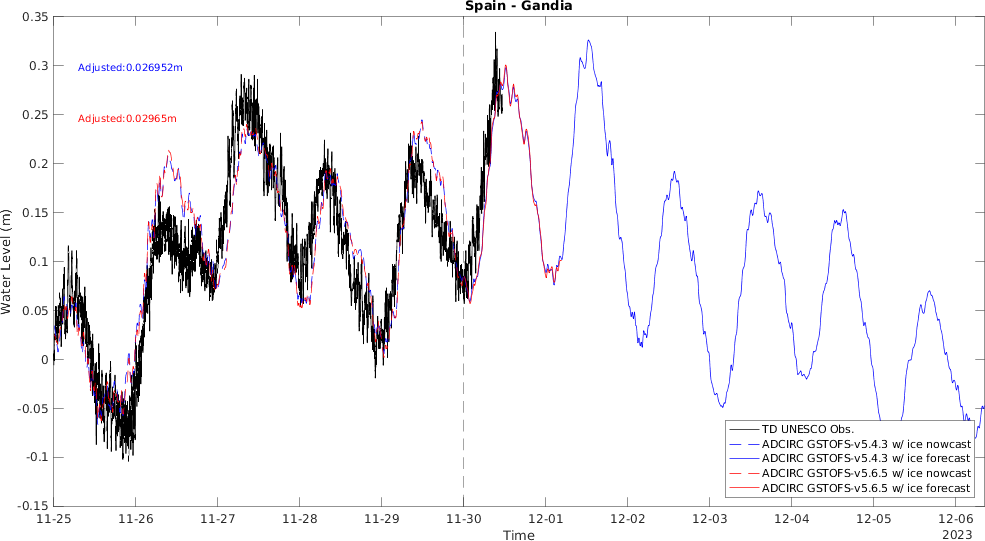 Spain - Gandia
0.35
0.3
0.25
0.2
0.15
0.1
0.05
0
-0.05
-0.1
-0.15
Water Level (m)
Adjusted:0.026952m
Adjusted:0.02965m
TD UNESCO Obs.
ADCIRC GSTOFS-v5.4.3 w/ ice nowcast
ADCIRC GSTOFS-v5.4.3 w/ ice forecast
ADCIRC GSTOFS-v5.6.5 w/ ice nowcast
ADCIRC GSTOFS-v5.6.5 w/ ice forecast
11-25 11-26 11-27 11-28 11-29 11-30 12-01 12-02 12-03 12-04 12-05 12-06
Time
2023